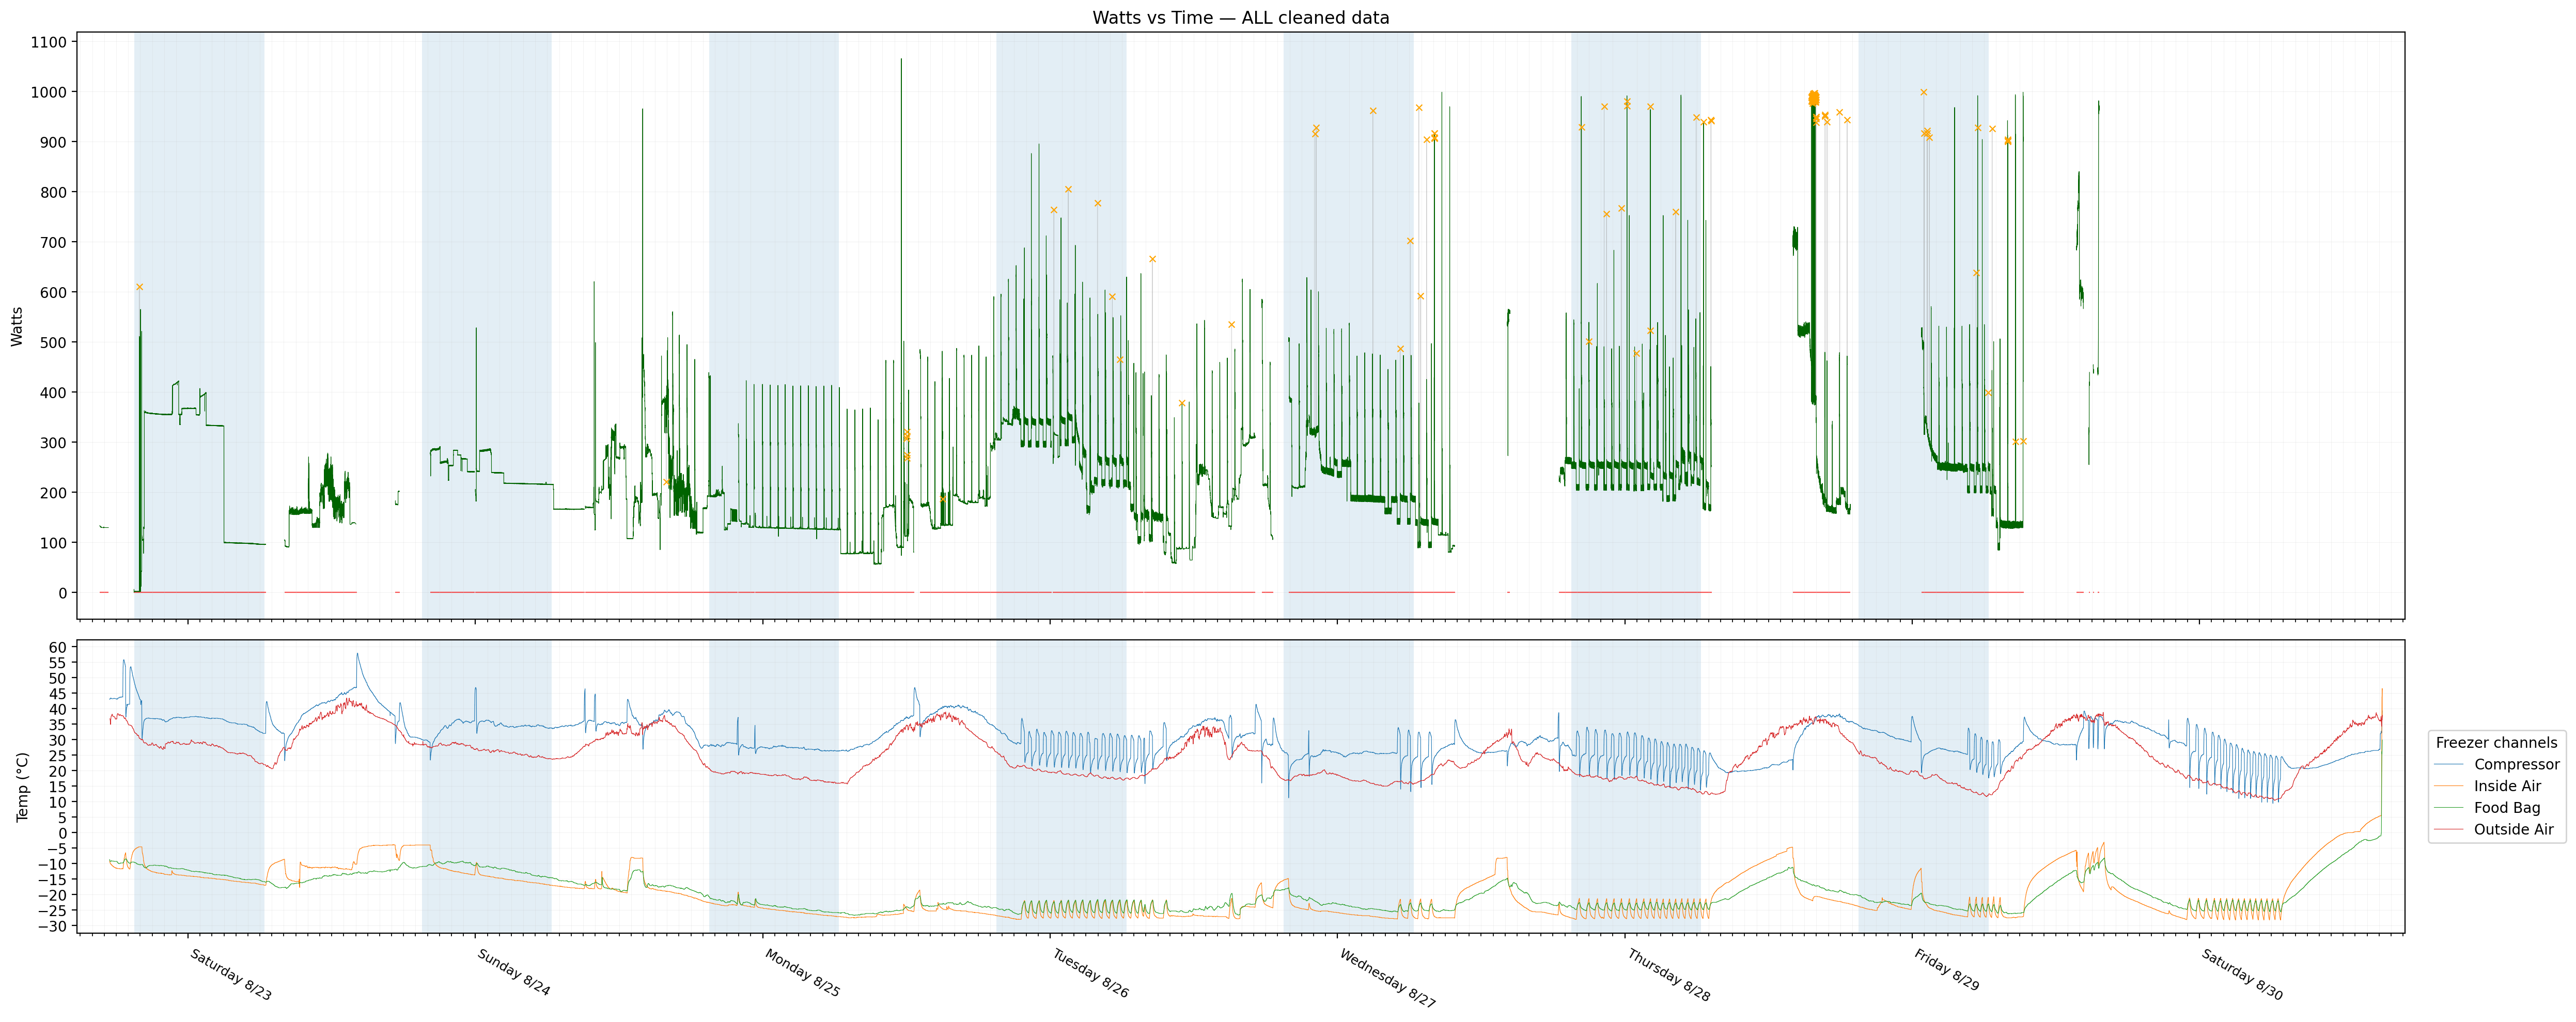 Watts vs Time — ALL cleaned data
1100
1000
900
800
700
600
500
400
300
200
100
0
Watts
60
55
50
45
40
35
30
25
20
15
10
5
0
−5
−10
−15
−20
−25
−30
Temp (°C)
Freezer channels
Compressor
Inside Air
Food Bag
Outside Air
Saturday 8/23
Sunday 8/24
Monday 8/25
Tuesday 8/26
Wednesday 8/27
Thursday 8/28
Friday 8/29
Saturday 8/30